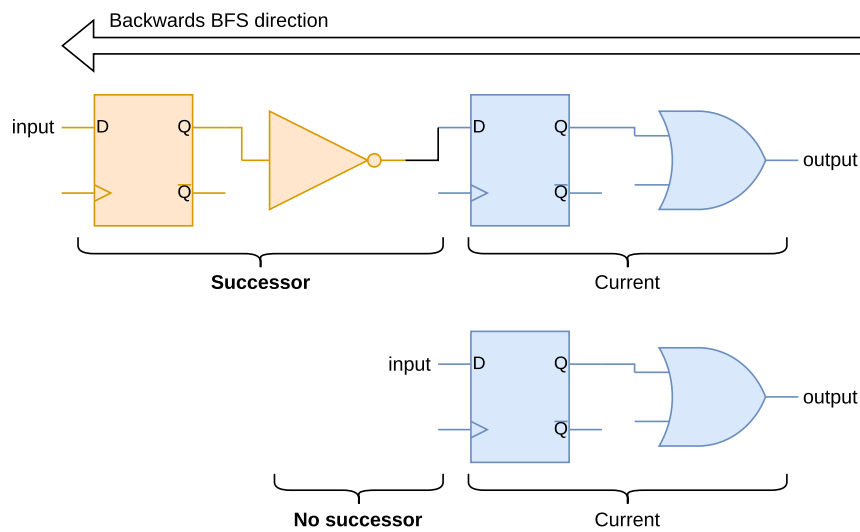 Backwards BFS direction
input D Q D Q
output
Q Q
Successor Current
input D Q
output
Q
No successor Current